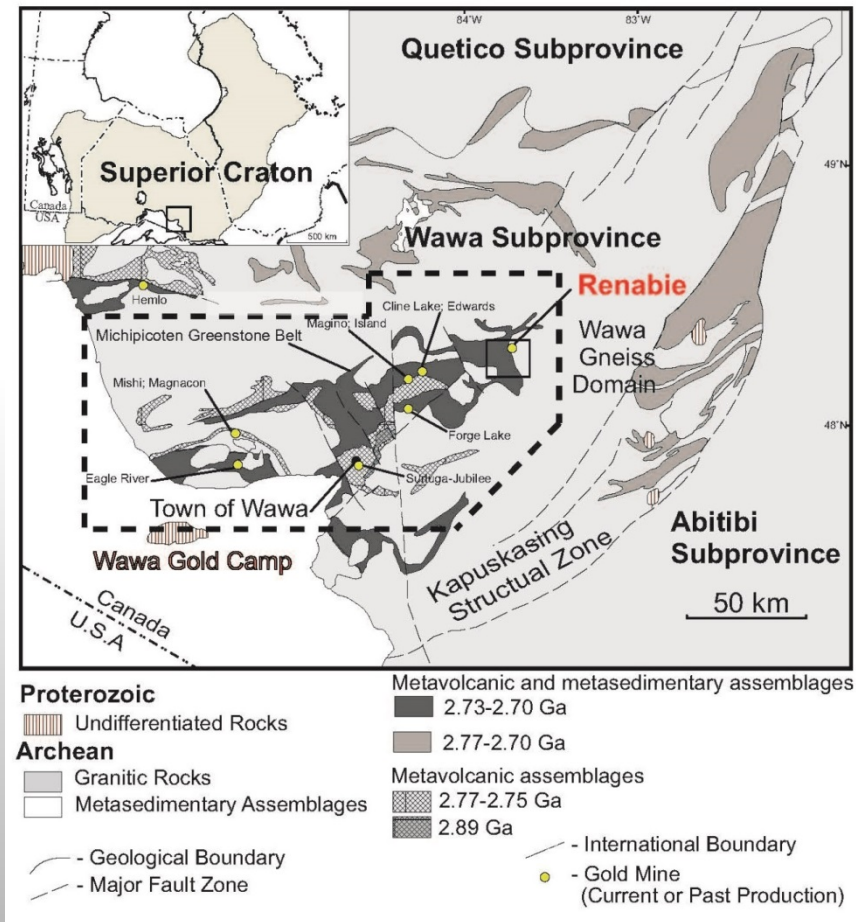 84°W
83°W
Quetico Subprovince
49°N
Superior Craton
Canada
USA
500 km
Wawa Subprovince
Renabie
Hemlo
Cline Lake; Edwards
Magino; Island
Michipicoten Greenstone Belt
Wawa
Gneiss
Domain
Mishi; Magnacon
48°N
Forge Lake
Eagle River
Surluga-Jubilee
Town of Wawa
Wawa Gold Camp
Abitibi
Subprovince
Kapuskasing
Structual Zone
50 km
Canada
U.S.A
Proterozoic
Undifferentiated Rocks
Archean
Granitic Rocks
Metasedimentary Assemblages
- Geological Boundary
- Major Fault Zone
Metavolcanic and metasedimentary assemblages
2.73-2.70 Ga
2.77-2.70 Ga
Metavolcanic assemblages
2.77-2.75 Ga
2.89 Ga
- International Boundary
- Gold Mine
(Current or Past Production)